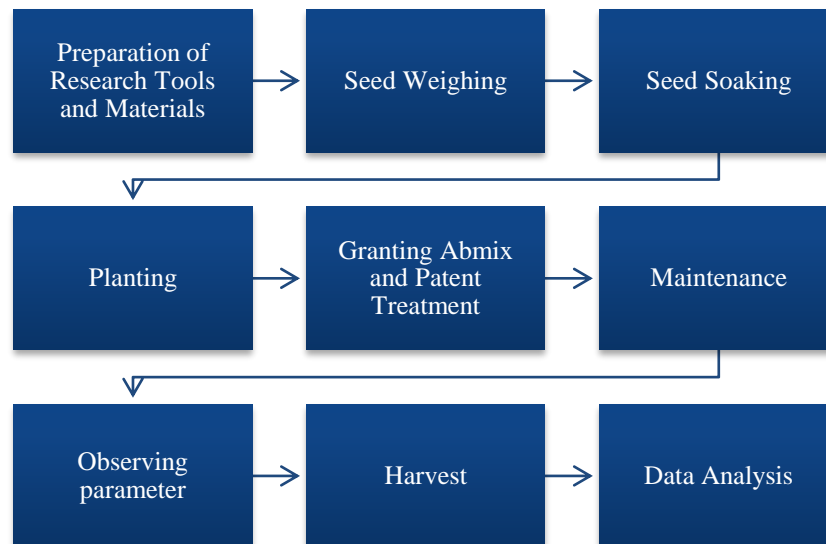 Preparation of
Research Tools
and Materials
Seed Weighing
Seed Soaking
Planting
Granting Abmix
and Patent
Treatment
Maintenance
Observing
parameter
Harvest
Data Analysis